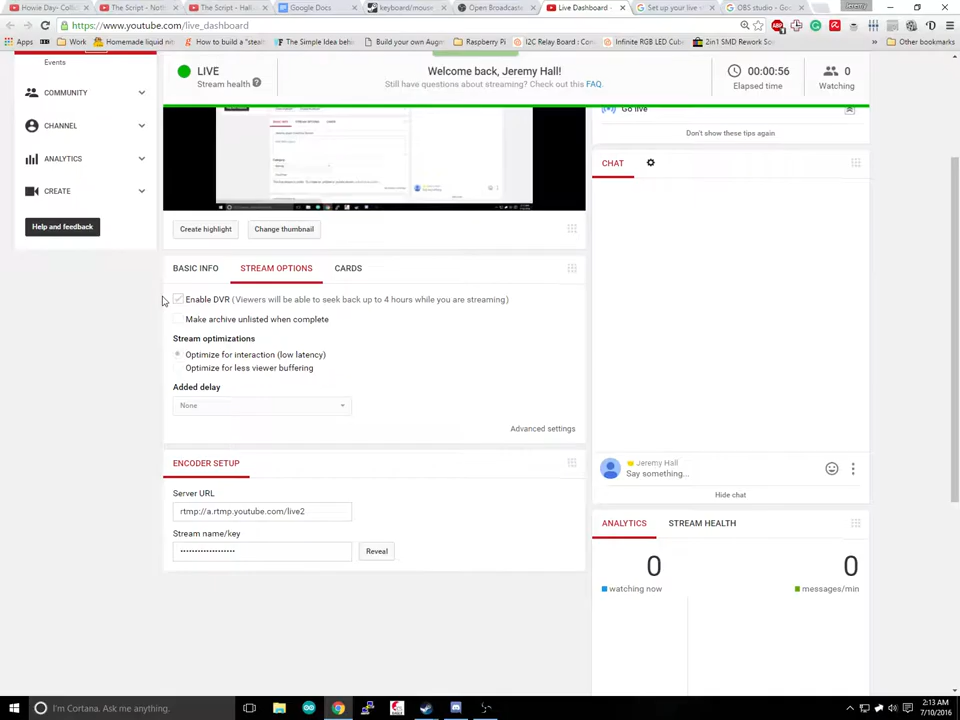 Howie Day- Coll
The Script - Noth
The Script - Hall
Google Docs
keyboard/mouse
Open Broadcaste
Live Dashboard -
Set up your live
OBS studio - Goo
Jeremy
https://www.youtube.com/live_dashboard
Apps
Work
Homemade liquid nit
How to build a "steat
The Simple Idea behi
Build your own Augm
Raspberry Pi
I2C Relay Board : Con
Infinite RGB LED Cube
2in1 SMD Rework So
» Other bookmarks
Events
COMMUNITY
CHANNEL
ANALYTICS
CREATE
Help and feedback
LIVE
Stream health ?
Welcome back, Jeremy Hall!
Still have questions about streaming? Check out this FAQ.
00:00:56
Elapsed time
0
Watching
Go live
Don't show these tips again
Create highlight
Change thumbnail
BASIC INFO
STREAM OPTIONS
CARDS
Enable DVR (Viewers will be able to seek back up to 4 hours while you are streaming)
Make archive unlisted when complete
Stream optimizations
Optimize for interaction (low latency)
Optimize for less viewer buffering
Added delay
None
Advanced settings
ENCODER SETUP
Server URL
rtmp://a.rtmp.youtube.com/live2
Stream name/key
•••••••••••••••••••
Reveal
CHAT
Jeremy Hall
Say something...
Hide chat
ANALYTICS
STREAM HEALTH
0
watching now
0
messages/min
I'm Cortana. Ask me anything.
2:13 AM
7/10/2016